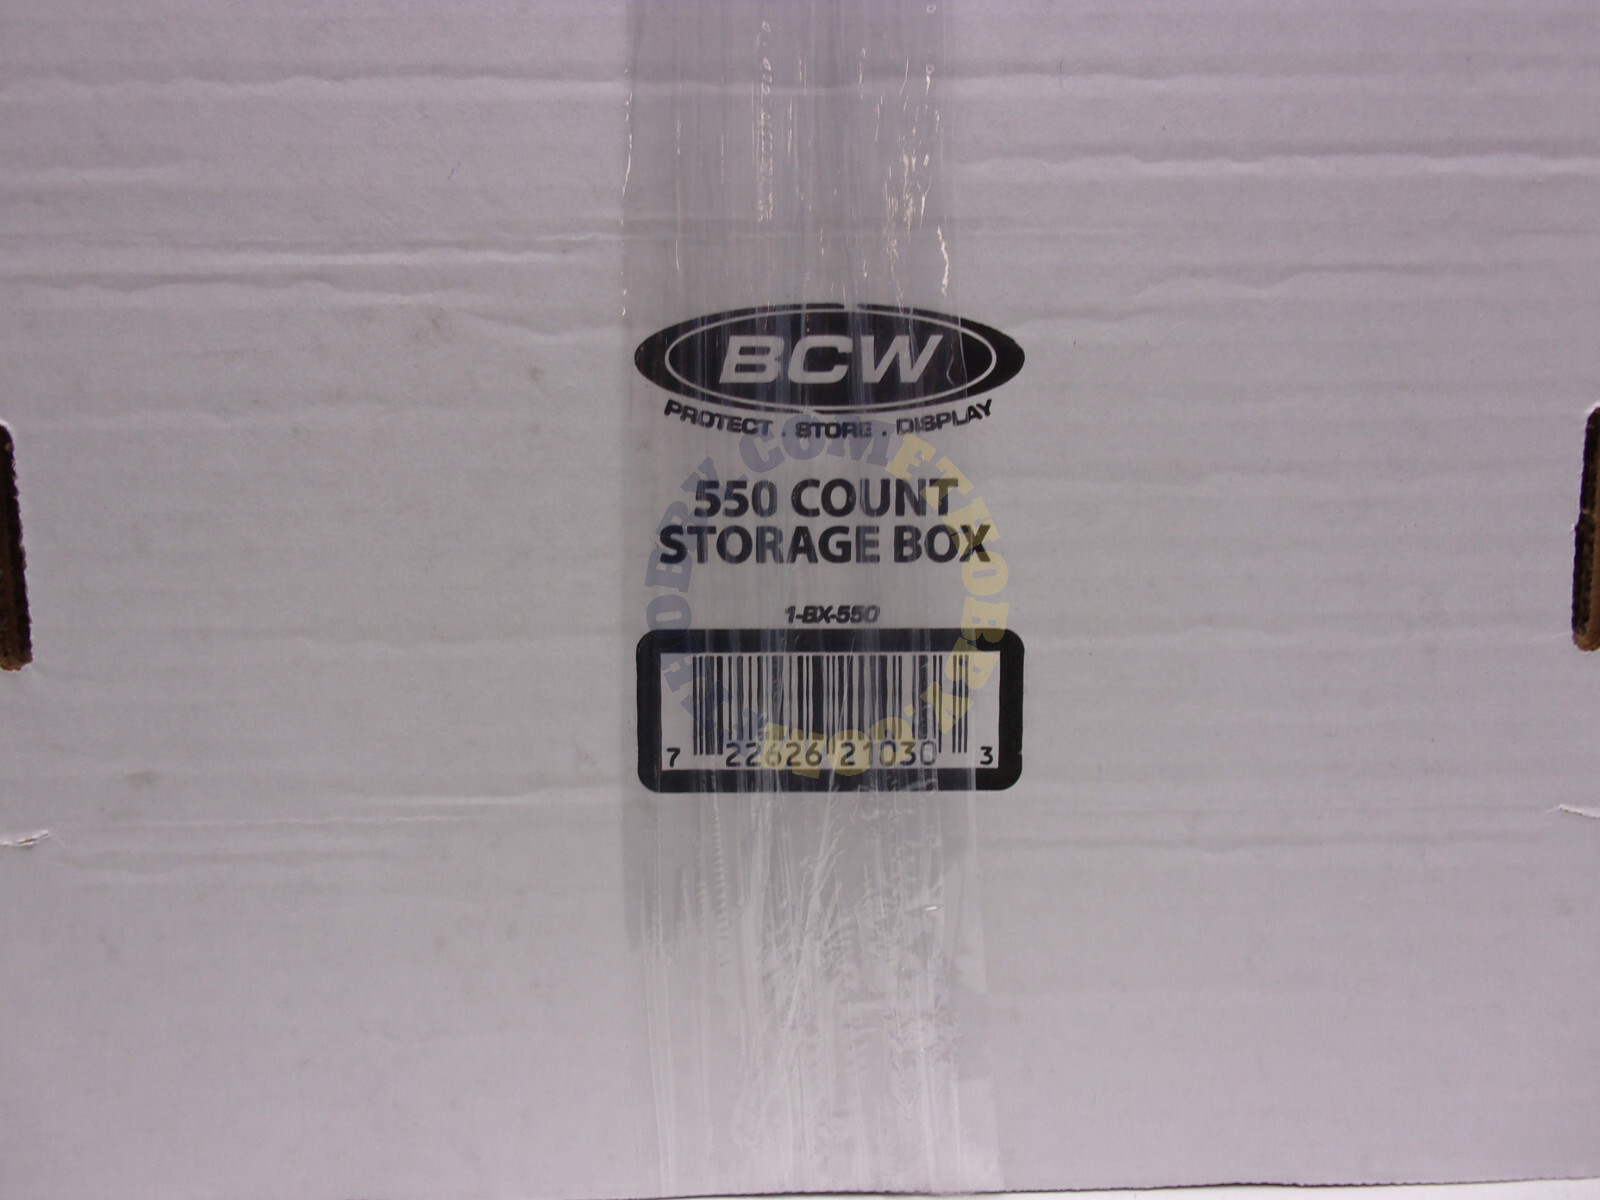 BCW
PROTECT . STORE . DISPLAY
550 COUNT
STORAGE BOX
1-BX-550
7 22626 21030 3